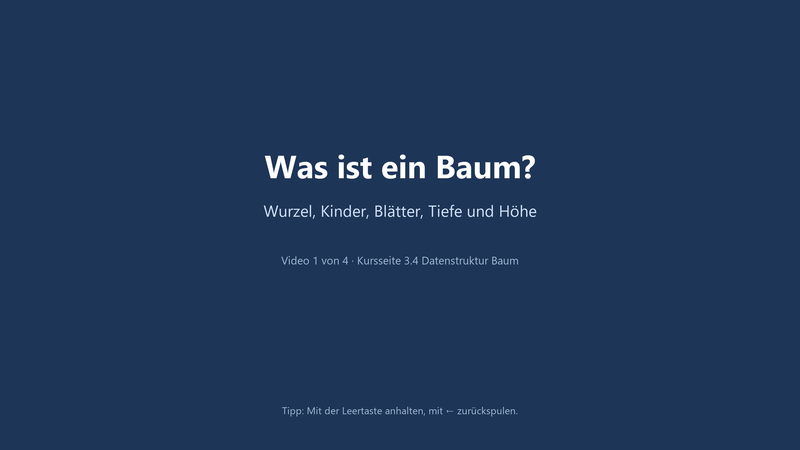 Was ist ein Baum?
Wurzel, Kinder, Blätter, Tiefe und Höhe
Video 1 von 4 · Kursseite 3.4 Datenstruktur Baum
Tipp: Mit der Leertaste anhalten, mit ← zurückspulen.